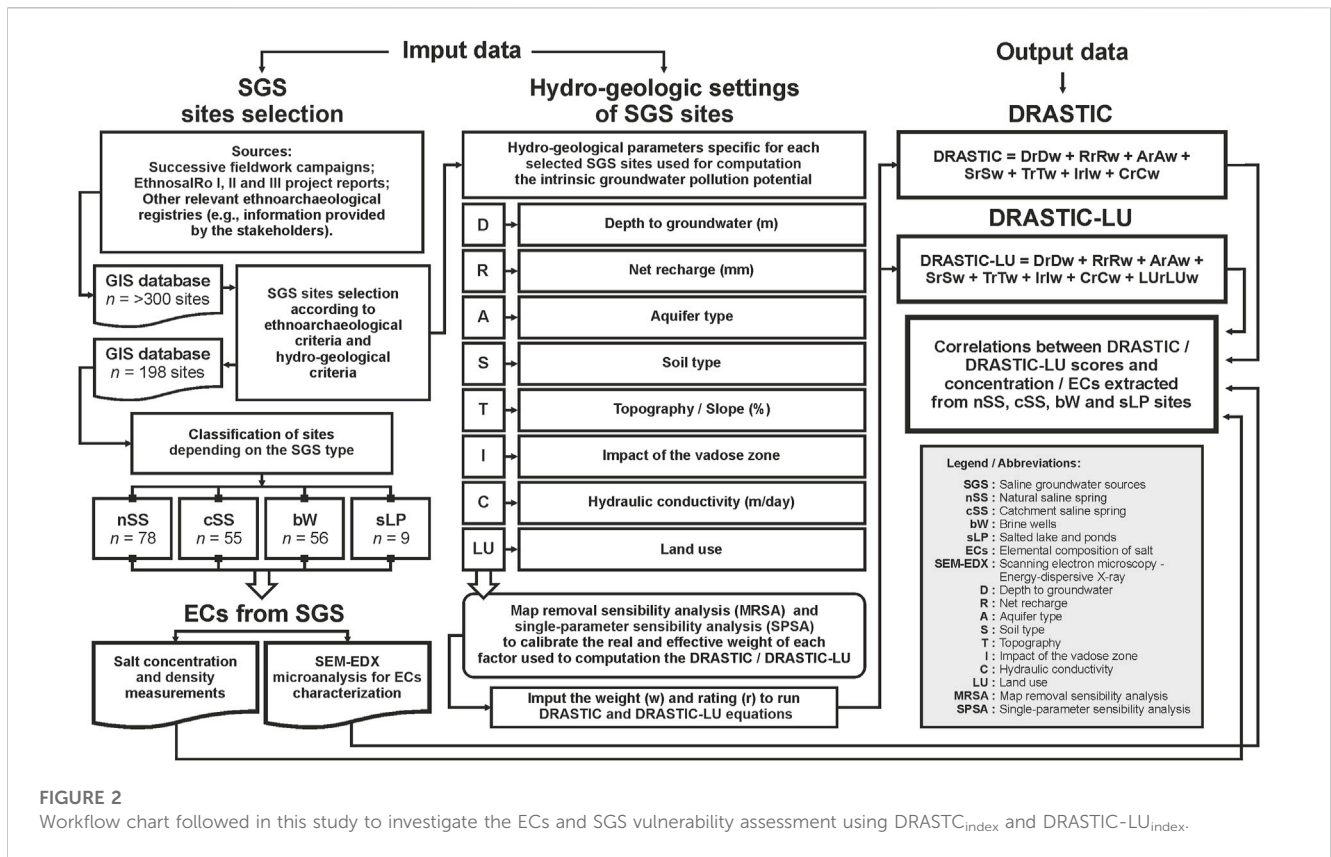 Imput data
SGS
sites selection
Sources:
Successive fieldwork campaigns;
EthnosalRo I, II and III project reports;
Other relevant ethnoarchaeological
registries (e.g., information provided
by the stakeholders).
GIS database
n = >300 sites
GIS database
n = 198 sites
SGS sites selection
according to
ethnoarchaeological
criteria and
hydro-geological
criteria
Classification of sites
depending on the SGS type
nSS
n = 78
cSS
n = 55
bW
n = 56
sLP
n = 9
ECs from SGS
Salt concentration
and density
measurements
SEM-EDX
microanalysis for ECs
characterization
Hydro-geologic settings
of SGS sites
Hydro-geological parameters specific for each
selected SGS sites used for computation
the intrinsic groundwater pollution potential
D
Depth to groundwater (m)
R
Net recharge (mm)
A
Aquifer type
S
Soil type
T
Topography / Slope (%)
I
Impact of the vadose zone
C
Hydraulic conductivity (m/day)
LU
Land use
Map removal sensibility analysis (MRSA) and
single-parameter sensibility analysis (SPSA)
to calibrate the real and effective weight of each
factor used to computation the DRASTIC / DRASTIC-LU
Imput the weight (w) and rating (r) to run
DRASTIC and DRASTIC-LU equations
Output data
DRASTIC
DRASTIC = DrDw + RrRw + ArAw +
SrSw + TrTw + IrIw + CrCw
DRASTIC-LU
DRASTIC-LU = DrDw + RrRw + ArAw +
SrSw + TrTw + IrIw + CrCw + LUrLUw
Correlations between DRASTIC /
DRASTIC-LU scores and
concentration / ECs extracted
from nSS, cSS, bW and sLP sites
Legend / Abbreviations:
SGS : Saline groundwater sources
nSS : Natural saline spring
cSS : Catchment saline spring
bW : Brine wells
sLP : Salted lake and ponds
ECs : Elemental composition of salt
SEM-EDX : Scanning electron microscopy -
Energy-dispersive X-ray
D : Depth to groundwater
R : Net recharge
A : Aquifer type
S : Soil type
T : Topography
I : Impact of the vadose zone
C : Hydraulic conductivity
LU : Land use
MRSA : Map removal sensibility analysis
SPSA : Single-parameter sensibility analysis
FIGURE 2
Workflow chart followed in this study to investigate the ECs and SGS vulnerability assessment using DRASTCindex and DRASTIC-LUindex.